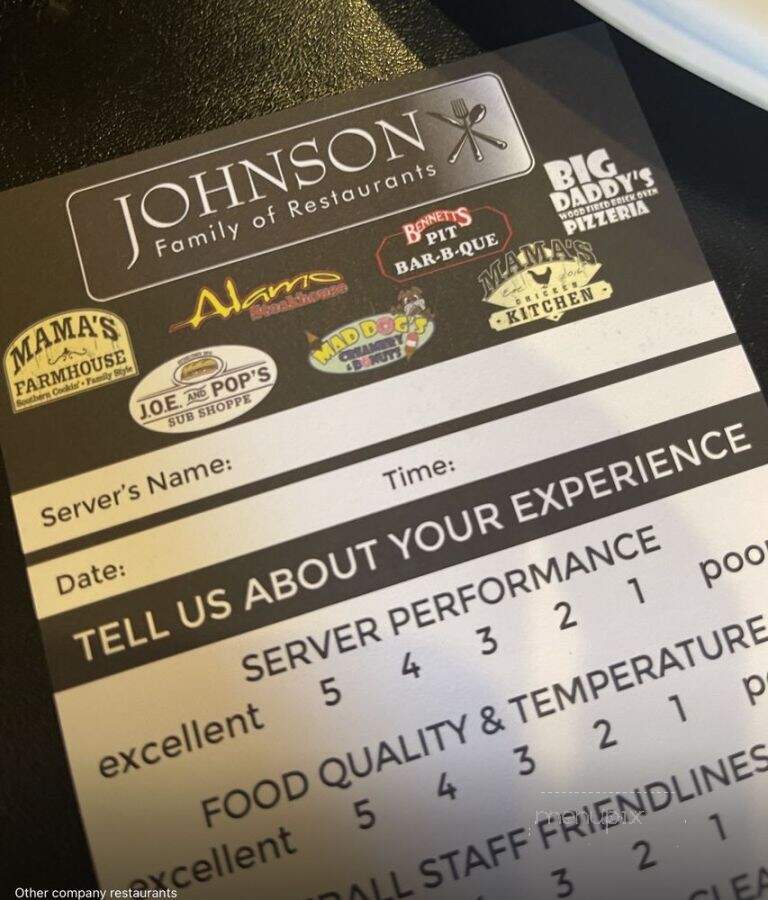 JOHNSON
Family of Restaurants
BIG
DADDY'S
WOOD FIRED BRICK OVEN
PIZZERIA
BENNETT'S
PIT
BAR-B-QUE
Alamo
Steakhouse
MAMA'S
CHICKEN
KITCHEN
MAMA'S
FARMHOUSE
Southern Cookin' • Family Style
J.O.E. AND POP'S
SUB SHOPPE
MAD DOG'S
CREAMERY
& DONUTS
Server's Name:
Date:
Time:
TELL US ABOUT YOUR EXPERIENCE
SERVER PERFORMANCE
excellent 5 4 3 2 1 poor
FOOD QUALITY & TEMPERATURE
excellent 5 4 3 2 1 p
ALL STAFF FRIENDLINES
3 2 1
CLEA
menupix
Other company restaurants